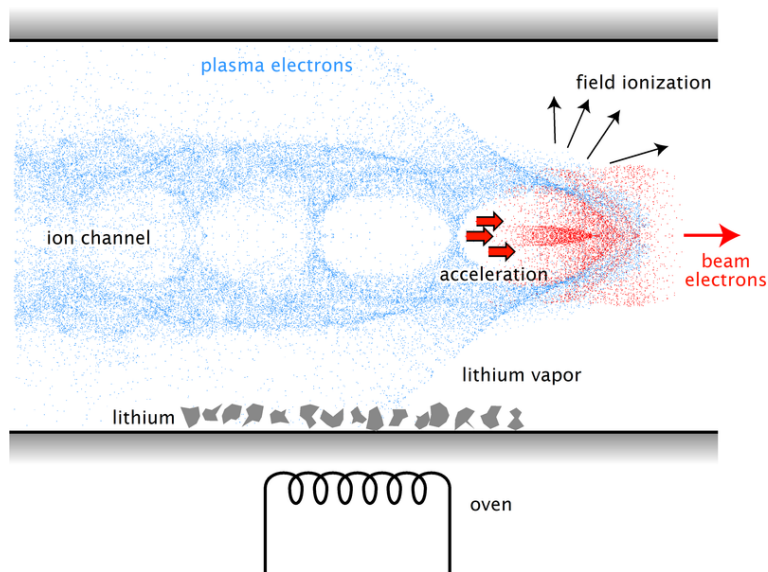 plasma electrons
field ionization
ion channel
acceleration
beam
electrons
lithium vapor
lithium
oven